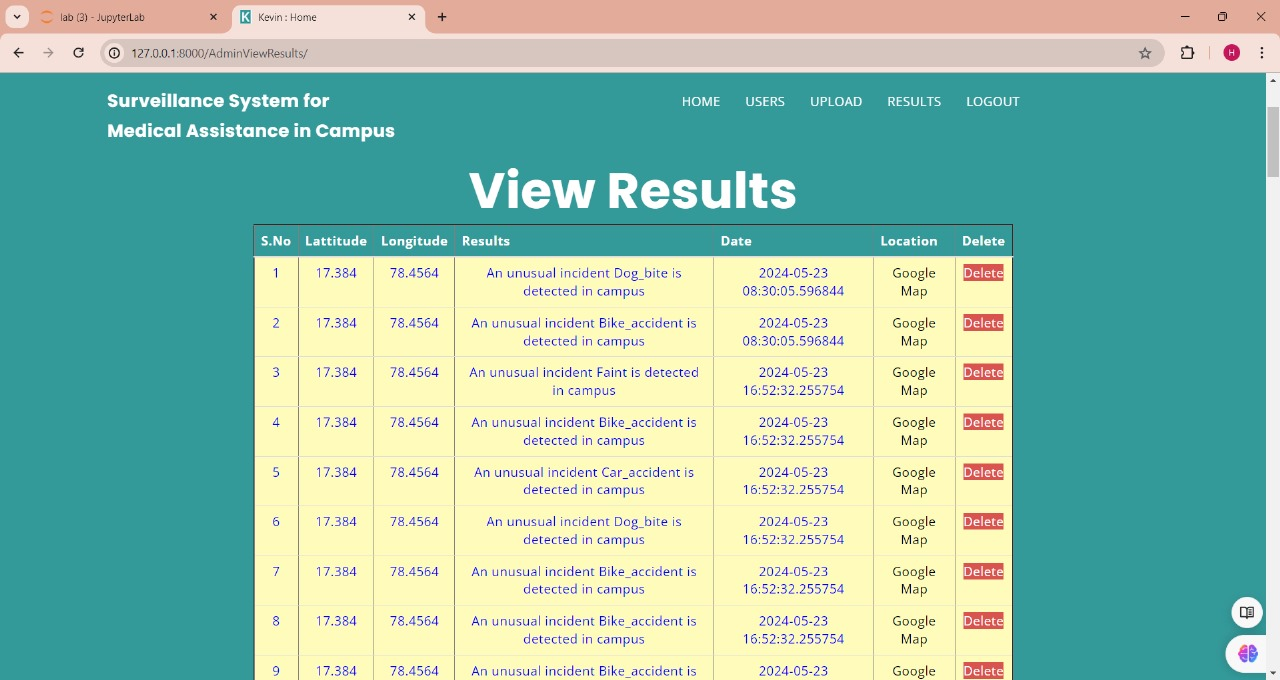 lab (3) - JupyterLab
Kevin : Home
127.0.0.1:8000/AdminViewResults/
H
Surveillance System for
Medical Assistance in Campus
HOME USERS UPLOAD RESULTS LOGOUT
View Results
S.No Lattitude Longitude Results Date Location Delete
1 17.384 78.4564 An unusual incident Dog_bite is 2024-05-23 Google Delete
detected in campus 08:30:05.596844 Map
2 17.384 78.4564 An unusual incident Bike_accident is 2024-05-23 Google Delete
detected in campus 08:30:05.596844 Map
3 17.384 78.4564 An unusual incident Faint is detected 2024-05-23 Google Delete
in campus 16:52:32.255754 Map
4 17.384 78.4564 An unusual incident Bike_accident is 2024-05-23 Google Delete
detected in campus 16:52:32.255754 Map
5 17.384 78.4564 An unusual incident Car_accident is 2024-05-23 Google Delete
detected in campus 16:52:32.255754 Map
6 17.384 78.4564 An unusual incident Dog_bite is 2024-05-23 Google Delete
detected in campus 16:52:32.255754 Map
7 17.384 78.4564 An unusual incident Bike_accident is 2024-05-23 Google Delete
detected in campus 16:52:32.255754 Map
8 17.384 78.4564 An unusual incident Bike_accident is 2024-05-23 Google Delete
detected in campus 16:52:32.255754 Map
9 17.384 78.4564 An unusual incident Bike_accident is 2024-05-23 Google Delete